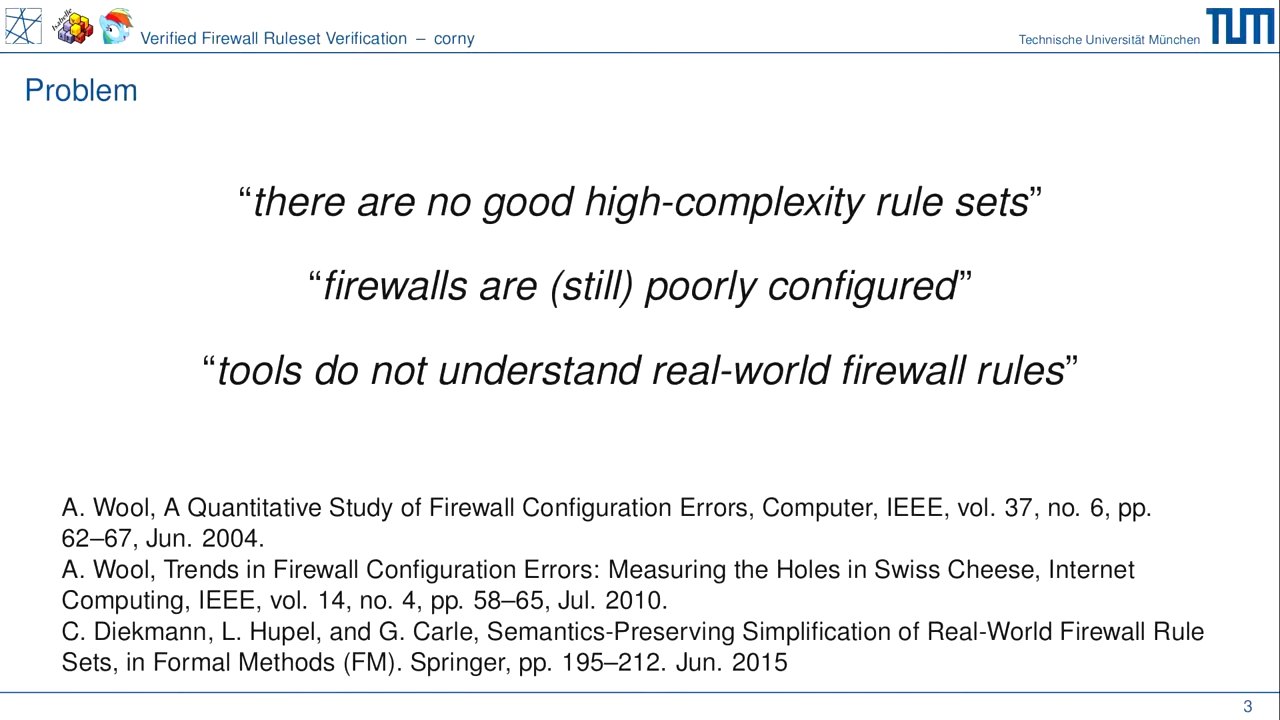 Isabelle
Verified Firewall Ruleset Verification – corny
Technische Universität München
TUM
Problem
“there are no good high-complexity rule sets”
“firewalls are (still) poorly configured”
“tools do not understand real-world firewall rules”
A. Wool, A Quantitative Study of Firewall Configuration Errors, Computer, IEEE, vol. 37, no. 6, pp.
62–67, Jun. 2004.
A. Wool, Trends in Firewall Configuration Errors: Measuring the Holes in Swiss Cheese, Internet
Computing, IEEE, vol. 14, no. 4, pp. 58–65, Jul. 2010.
C. Diekmann, L. Hupel, and G. Carle, Semantics-Preserving Simplification of Real-World Firewall Rule
Sets, in Formal Methods (FM). Springer, pp. 195–212. Jun. 2015
3